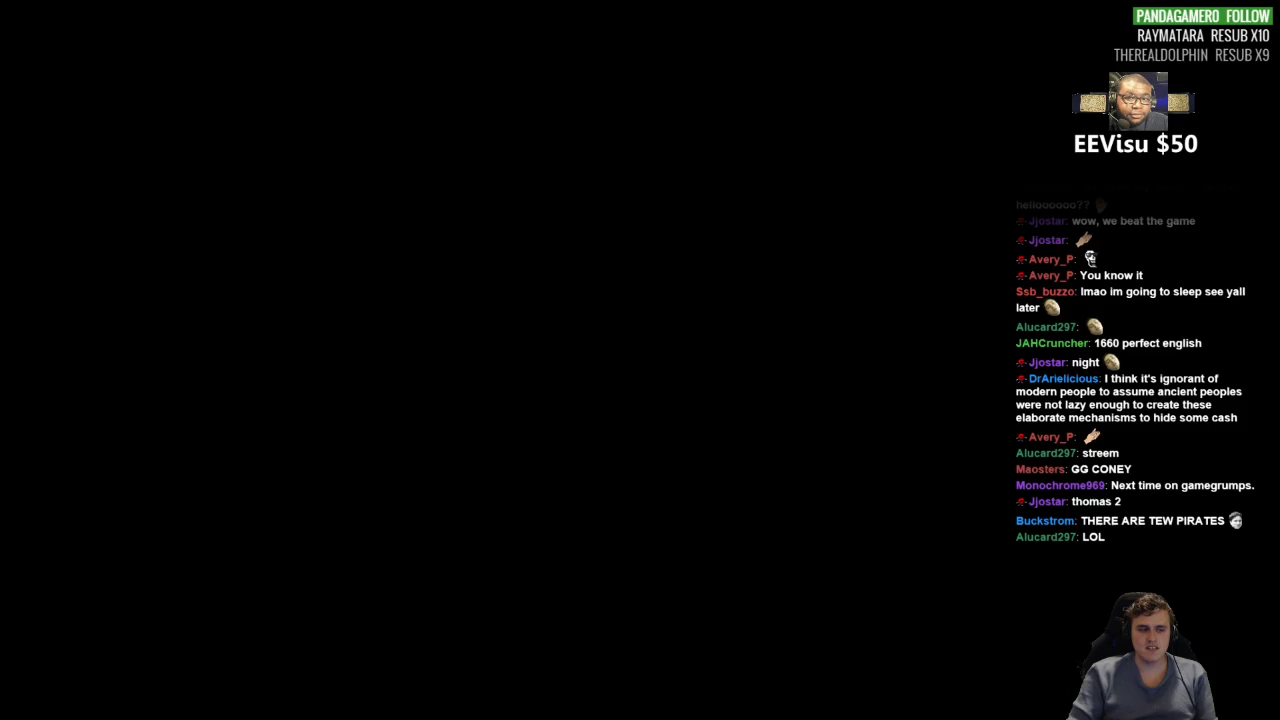 PANDAGAMERO FOLLOW
RAYMATARA RESUB X10
THEREALDOLPHIN RESUB X9
EEVisu $50
helloooooo??
Jjostar: wow, we beat the game
Jjostar:
Avery_P:
Avery_P: You know it
Ssb_buzzo: lmao im going to sleep see yall
later
Alucard297:
JAHCruncher: 1660 perfect english
Jjostar: night
DrArielicious: I think it's ignorant of
modern people to assume ancient peoples
were not lazy enough to create these
elaborate mechanisms to hide some cash
Avery_P:
Alucard297: streem
Maosters: GG CONEY
Monochrome969: Next time on gamegrumps.
Jjostar: thomas 2
Buckstrom: THERE ARE TEW PIRATES
Alucard297: LOL